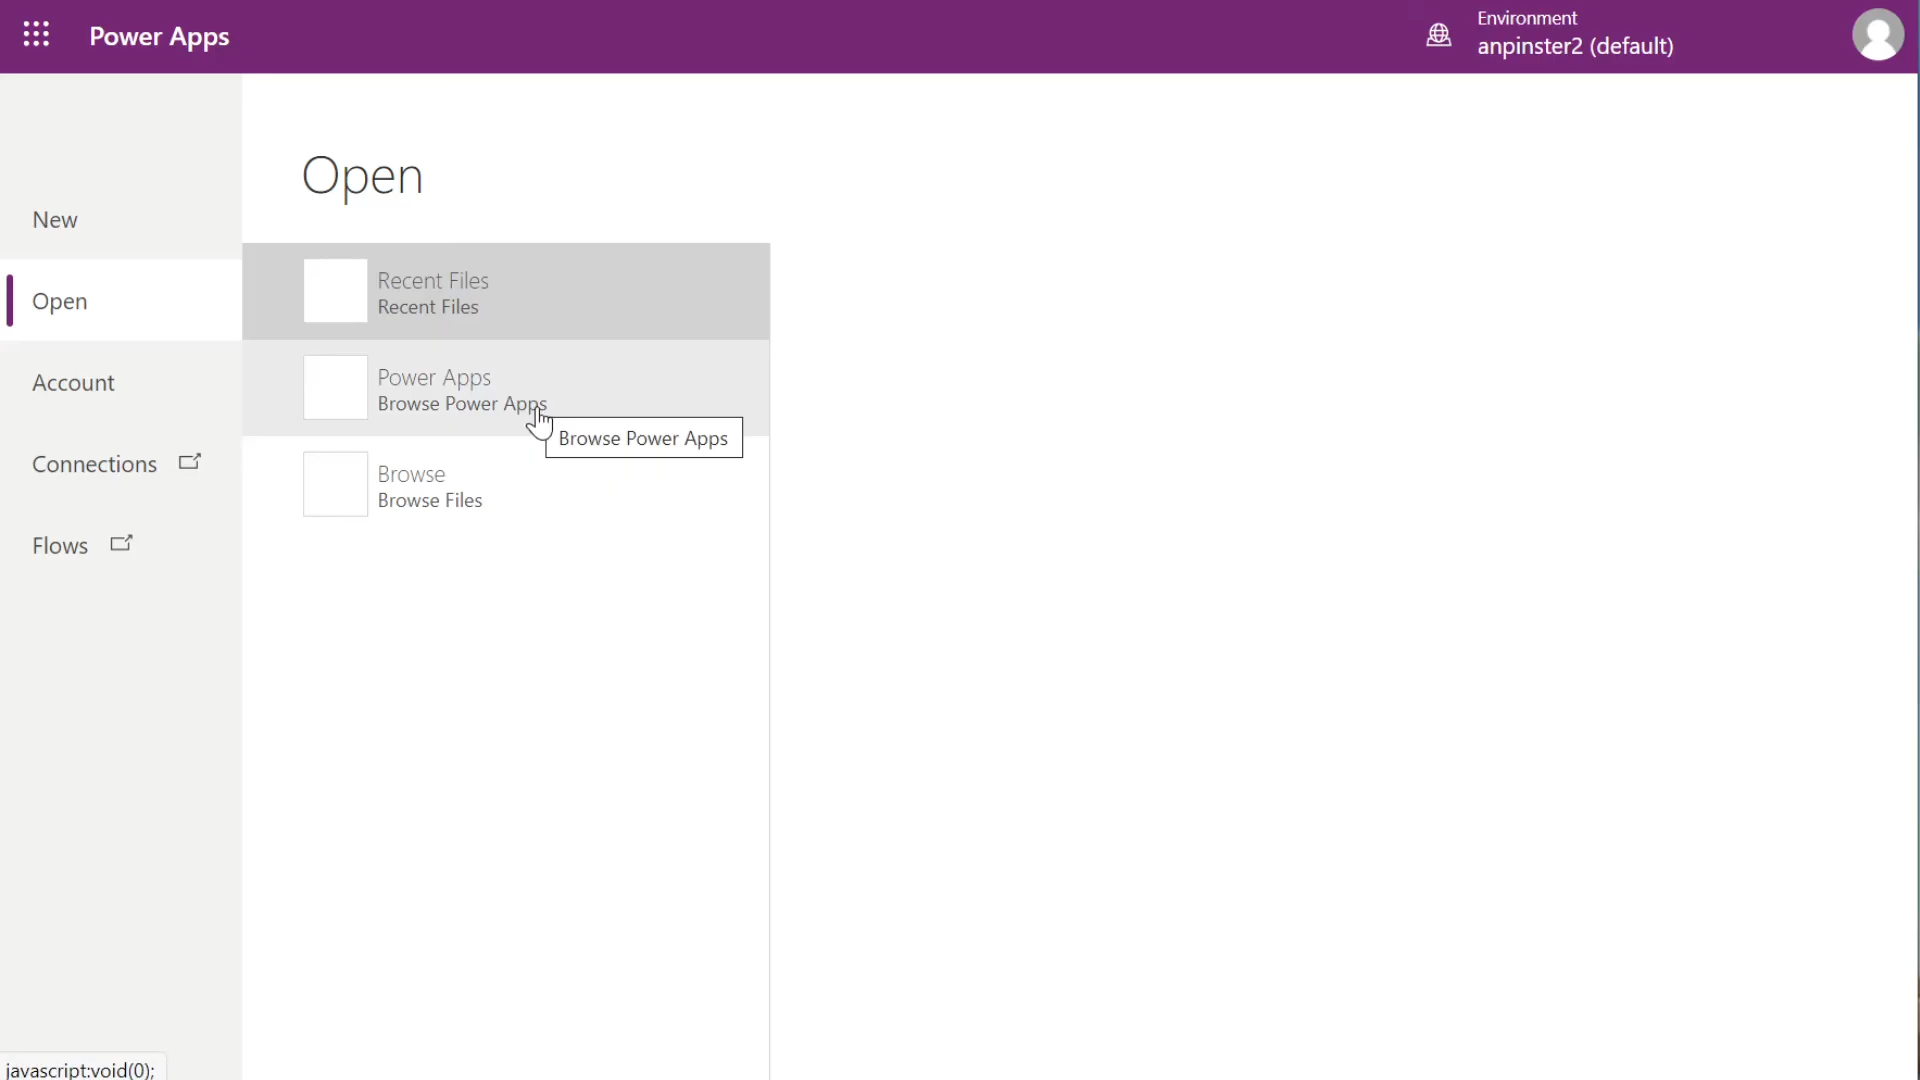 Power Apps
Environment
anpinster2 (default)
New
Open
Account
Connections
Flows
Open
Recent Files
Recent Files
Power Apps
Browse Power Apps
Browse Power Apps
Browse
Browse Files
javascript:void(0);